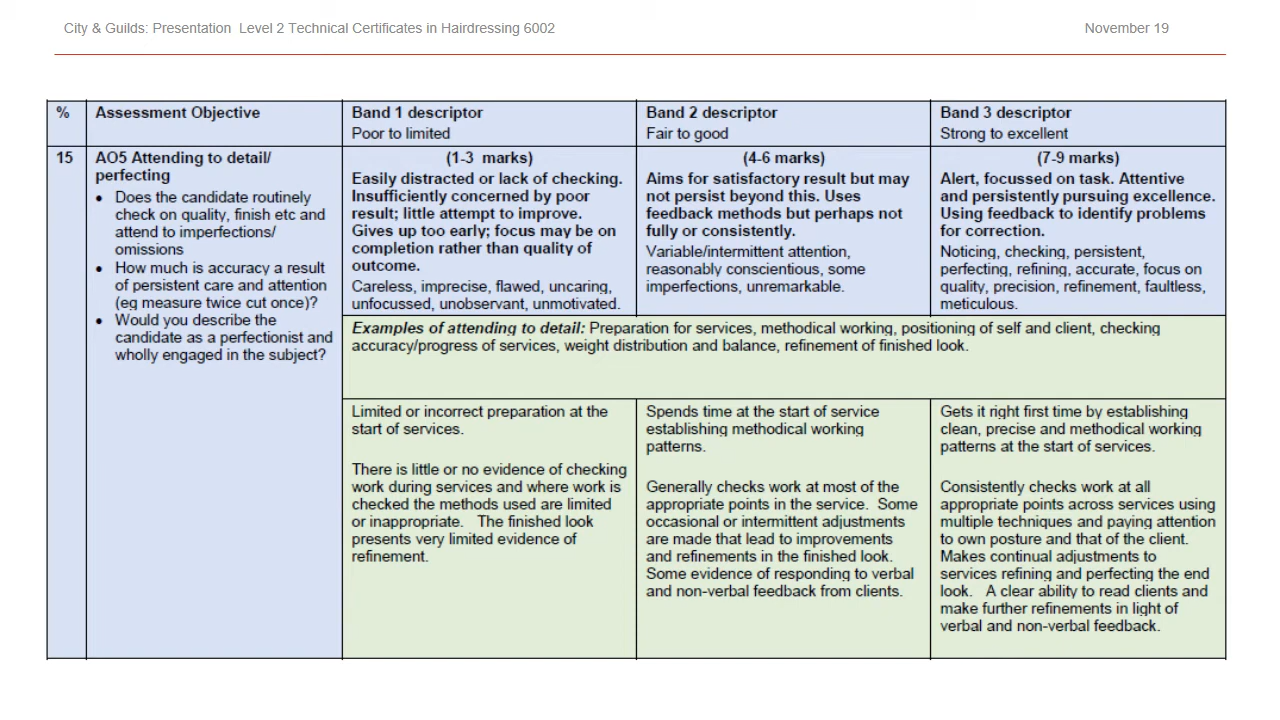 City & Guilds: Presentation  Level 2 Technical Certificates in Hairdressing 6002
November 19
%
Assessment Objective
Band 1 descriptor
Poor to limited
Band 2 descriptor
Fair to good
Band 3 descriptor
Strong to excellent
15
AO5 Attending to detail/
perfecting
• Does the candidate routinely
check on quality, finish etc and
attend to imperfections/
omissions
• How much is accuracy a result
of persistent care and attention
(eg measure twice cut once)?
• Would you describe the
candidate as a perfectionist and
wholly engaged in the subject?
(1-3  marks)
Easily distracted or lack of checking.
Insufficiently concerned by poor
result; little attempt to improve.
Gives up too early; focus may be on
completion rather than quality of
outcome.
Careless, imprecise, flawed, uncaring,
unfocussed, unobservant, unmotivated.
(4-6 marks)
Aims for satisfactory result but may
not persist beyond this. Uses
feedback methods but perhaps not
fully or consistently.
Variable/intermittent attention,
reasonably conscientious, some
imperfections, unremarkable.
(7-9 marks)
Alert, focussed on task. Attentive
and persistently pursuing excellence.
Using feedback to identify problems
for correction.
Noticing, checking, persistent,
perfecting, refining, accurate, focus on
quality, precision, refinement, faultless,
meticulous.
Examples of attending to detail: Preparation for services, methodical working, positioning of self and client, checking
accuracy/progress of services, weight distribution and balance, refinement of finished look.
Limited or incorrect preparation at the
start of services.
There is little or no evidence of checking
work during services and where work is
checked the methods used are limited
or inappropriate.   The finished look
presents very limited evidence of
refinement.
Spends time at the start of service
establishing methodical working
patterns.
Generally checks work at most of the
appropriate points in the service.  Some
occasional or intermittent adjustments
are made that lead to improvements
and refinements in the finished look.
Some evidence of responding to verbal
and non-verbal feedback from clients.
Gets it right first time by establishing
clean, precise and methodical working
patterns at the start of services.
Consistently checks work at all
appropriate points across services using
multiple techniques and paying attention
to own posture and that of the client.
Makes continual adjustments to
services refining and perfecting the end
look.   A clear ability to read clients and
make further refinements in light of
verbal and non-verbal feedback.